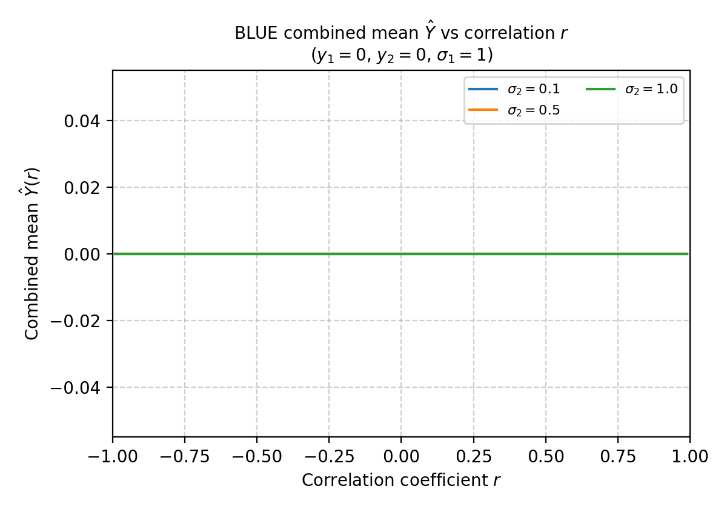 BLUE combined mean Ŷ vs correlation r
(y₁ = 0, y₂ = 0, σ₁ = 1)
σ₂ = 0.1
σ₂ = 0.5
σ₂ = 1.0
Combined mean Ŷ(r)
0.04
0.02
0.00
−0.02
−0.04
−1.00 −0.75 −0.50 −0.25 0.00 0.25 0.50 0.75 1.00
Correlation coefficient r